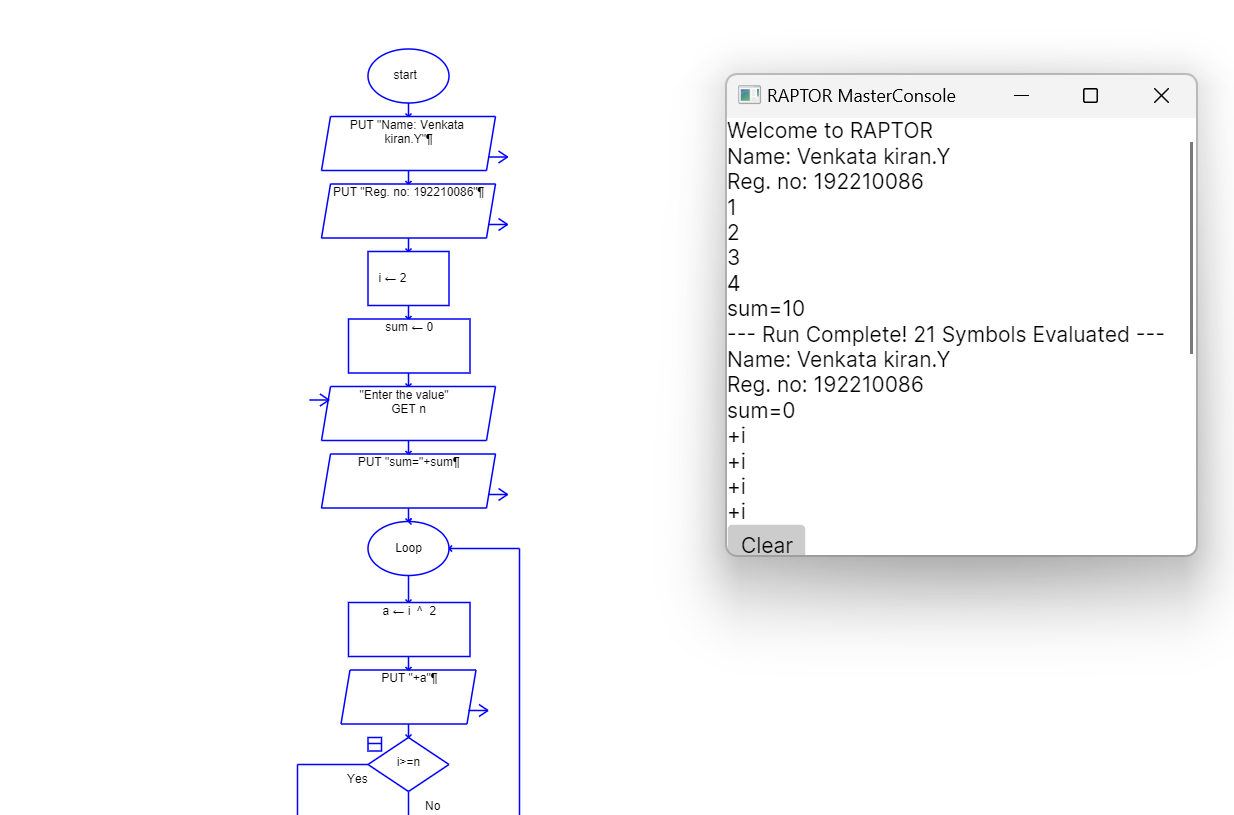 start
PUT "Name: Venkata
kiran.Y"¶
PUT "Reg. no: 192210086"¶
i ← 2
sum ← 0
"Enter the value"
GET n
PUT "sum="+sum¶
Loop
a ← i ^ 2
PUT "+a"¶
i>=n
Yes
No
RAPTOR MasterConsole
Welcome to RAPTOR
Name: Venkata kiran.Y
Reg. no: 192210086
1
2
3
4
sum=10
--- Run Complete! 21 Symbols Evaluated ---
Name: Venkata kiran.Y
Reg. no: 192210086
sum=0
+i
+i
+i
+i
Clear